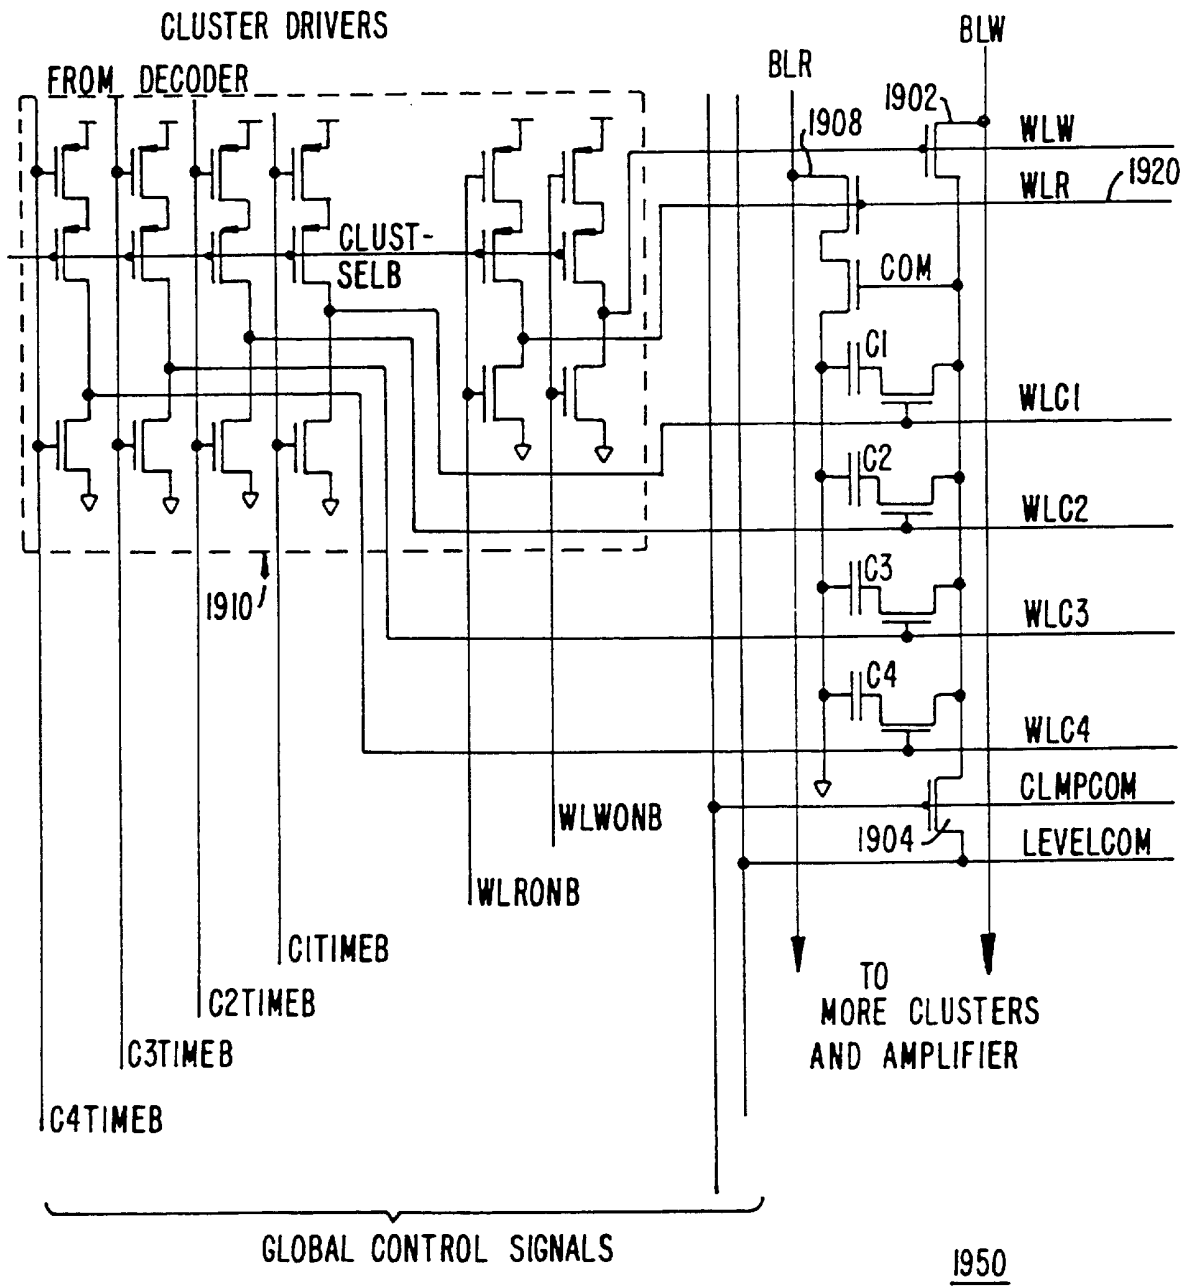 CLUSTER DRIVERS
BLW
FROM DECODER
BLR
1902
1908
WLW
WLR
1920
CLUST-
SELB
COM
C1
WLC1
C2
WLC2
C3
1910
WLC3
C4
WLC4
CLMPCOM
WLWONB
1904
LEVELCOM
WLRONB
C1TIMEB
TO
MORE CLUSTERS
AND AMPLIFIER
C2TIMEB
C3TIMEB
C4TIMEB
GLOBAL CONTROL SIGNALS
1950